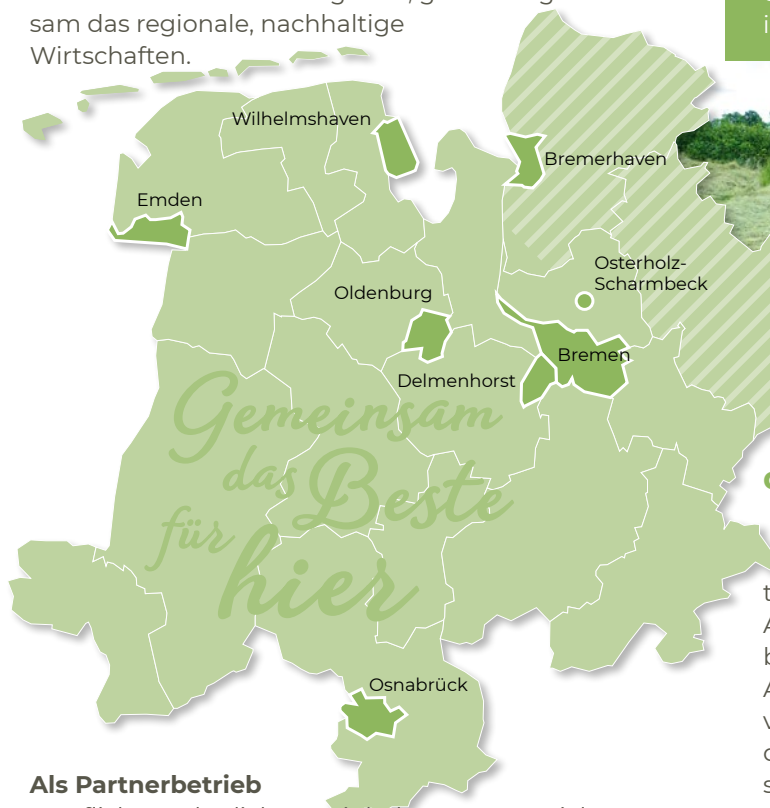 sam das regionale, nachhaltige
Wirtschaften.
Wilhelmshaven
Bremerhaven
Emden
Osterholz-
Scharmbeck
Oldenburg
Bremen
Delmenhorst
Gemeinsam
das Beste
für
hier
Osnabrück
Als Partnerbetrieb